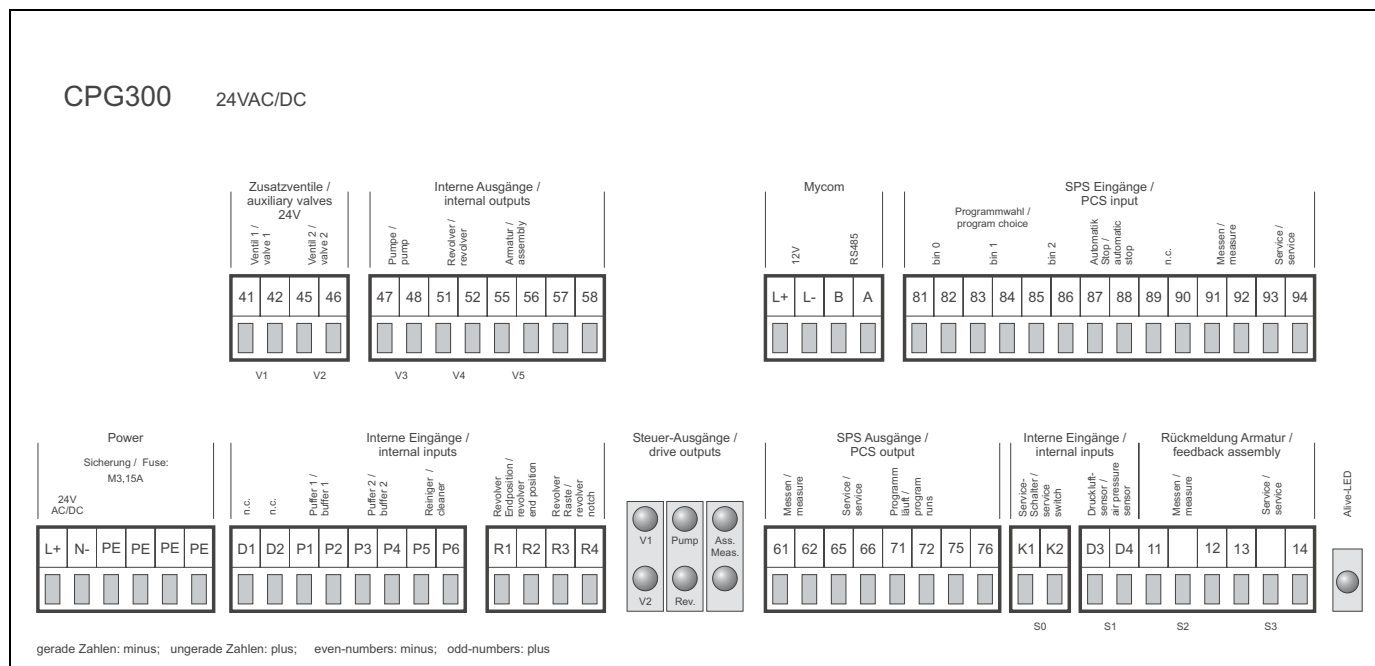 CPG300 24VAC/DC
Zusatzventile /
auxiliary valves
24V
Ventil 1 /
valve 1
Ventil 2 /
valve 2
41 42 45 46
V1 V2
Interne Ausgänge /
internal outputs
Pumpe /
pump
Revolver /
revolver
Armatur /
assembly
47 48 51 52 55 56 57 58
V3 V4 V5
Mycom
12V
RS485
L+ L- B A
SPS Eingänge /
PCS input
Programmwahl /
program choice
bin 0
bin 1
bin 2
Automatik
Stop /
automatic
stop
n.c.
Messen /
measure
Service /
service
81 82 83 84 85 86 87 88 89 90 91 92 93 94
Power
Sicherung / Fuse:
M3,15A
24V
AC/DC
L+ N- PE PE PE PE
Interne Eingänge /
internal inputs
n.c.
n.c.
Puffer 1 /
buffer 1
Puffer 2 /
buffer 2
Reiniger /
cleaner
Revolver
Endposition /
revolver
end position
Revolver
Raste /
revolver
notch
D1 D2 P1 P2 P3 P4 P5 P6 R1 R2 R3 R4
Steuer-Ausgänge /
drive outputs
V1 Pump Ass.
Meas.
V2 Rev.
SPS Ausgänge /
PCS output
Messen /
measure
Service /
service
Programm
läuft /
program
runs
61 62 65 66 71 72 75 76
Interne Eingänge /
internal inputs
Service-
Schalter /
service
switch
Druckluft-
sensor /
air pressure
sensor
K1 K2 D3 D4
S0 S1
Rückmeldung Armatur /
feedback assembly
Messen /
measure
Service /
service
11 12 13 14
S2 S3
Alive-LED
gerade Zahlen: minus; ungerade Zahlen: plus; even-numbers: minus; odd-numbers: plus